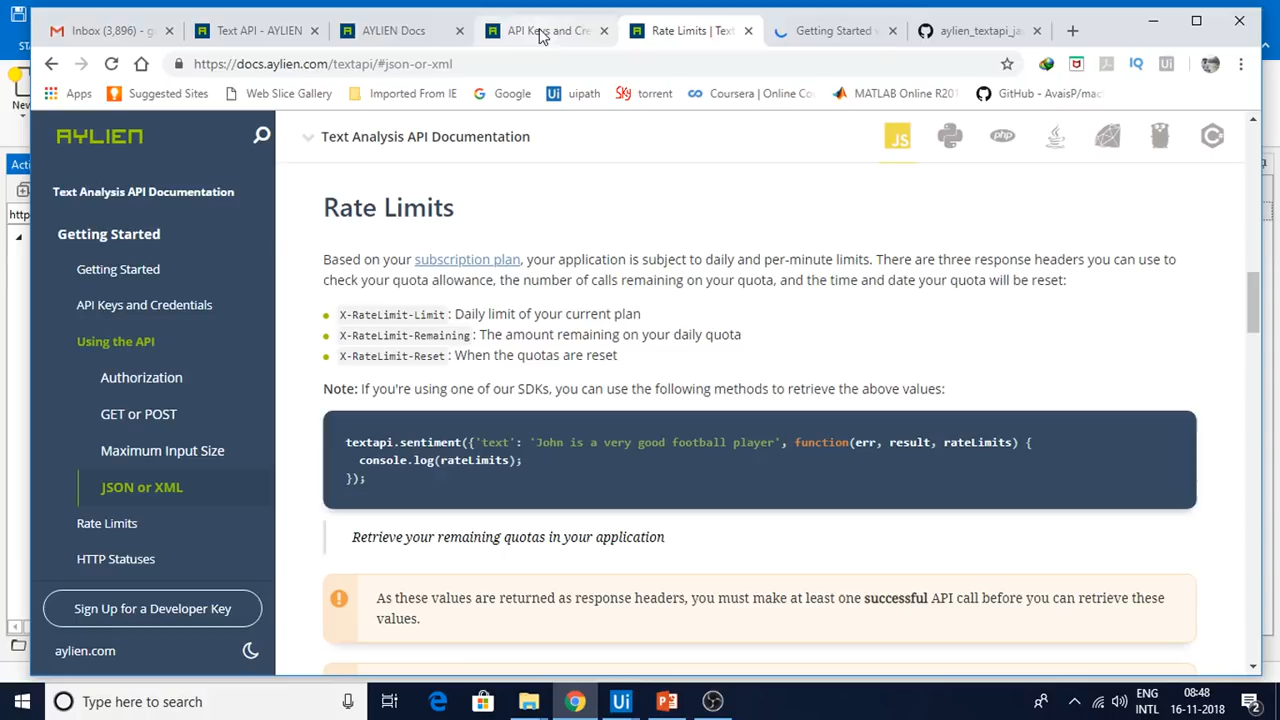 Inbox (3,896) - g
Text API - AYLIEN
AYLIEN Docs
API Keys and Cre
Rate Limits | Text
Getting Started
aylien_textapi_ja
https://docs.aylien.com/textapi/#json-or-xml
Apps
Suggested Sites
Web Slice Gallery
Imported From IE
Google
uipath
torrent
Coursera | Online Co
MATLAB Online R201
GitHub - AvaisP/mac
New
Acti
http
AYLIEN
Text Analysis API Documentation
Getting Started
Getting Started
API Keys and Credentials
Using the API
Authorization
GET or POST
Maximum Input Size
JSON or XML
Rate Limits
HTTP Statuses
Sign Up for a Developer Key
aylien.com
Text Analysis API Documentation
JS
php
Rate Limits
Based on your subscription plan, your application is subject to daily and per-minute limits. There are three response headers you can use to
check your quota allowance, the number of calls remaining on your quota, and the time and date your quota will be reset:
X-RateLimit-Limit: Daily limit of your current plan
X-RateLimit-Remaining: The amount remaining on your daily quota
X-RateLimit-Reset: When the quotas are reset
Note: If you're using one of our SDKs, you can use the following methods to retrieve the above values:
textapi.sentiment({'text': 'John is a very good football player', function(err, result, rateLimits) {
console.log(rateLimits);
});
Retrieve your remaining quotas in your application
As these values are returned as response headers, you must make at least one successful API call before you can retrieve these
values.
Type here to search
ENG
INTL
08:48
16-11-2018